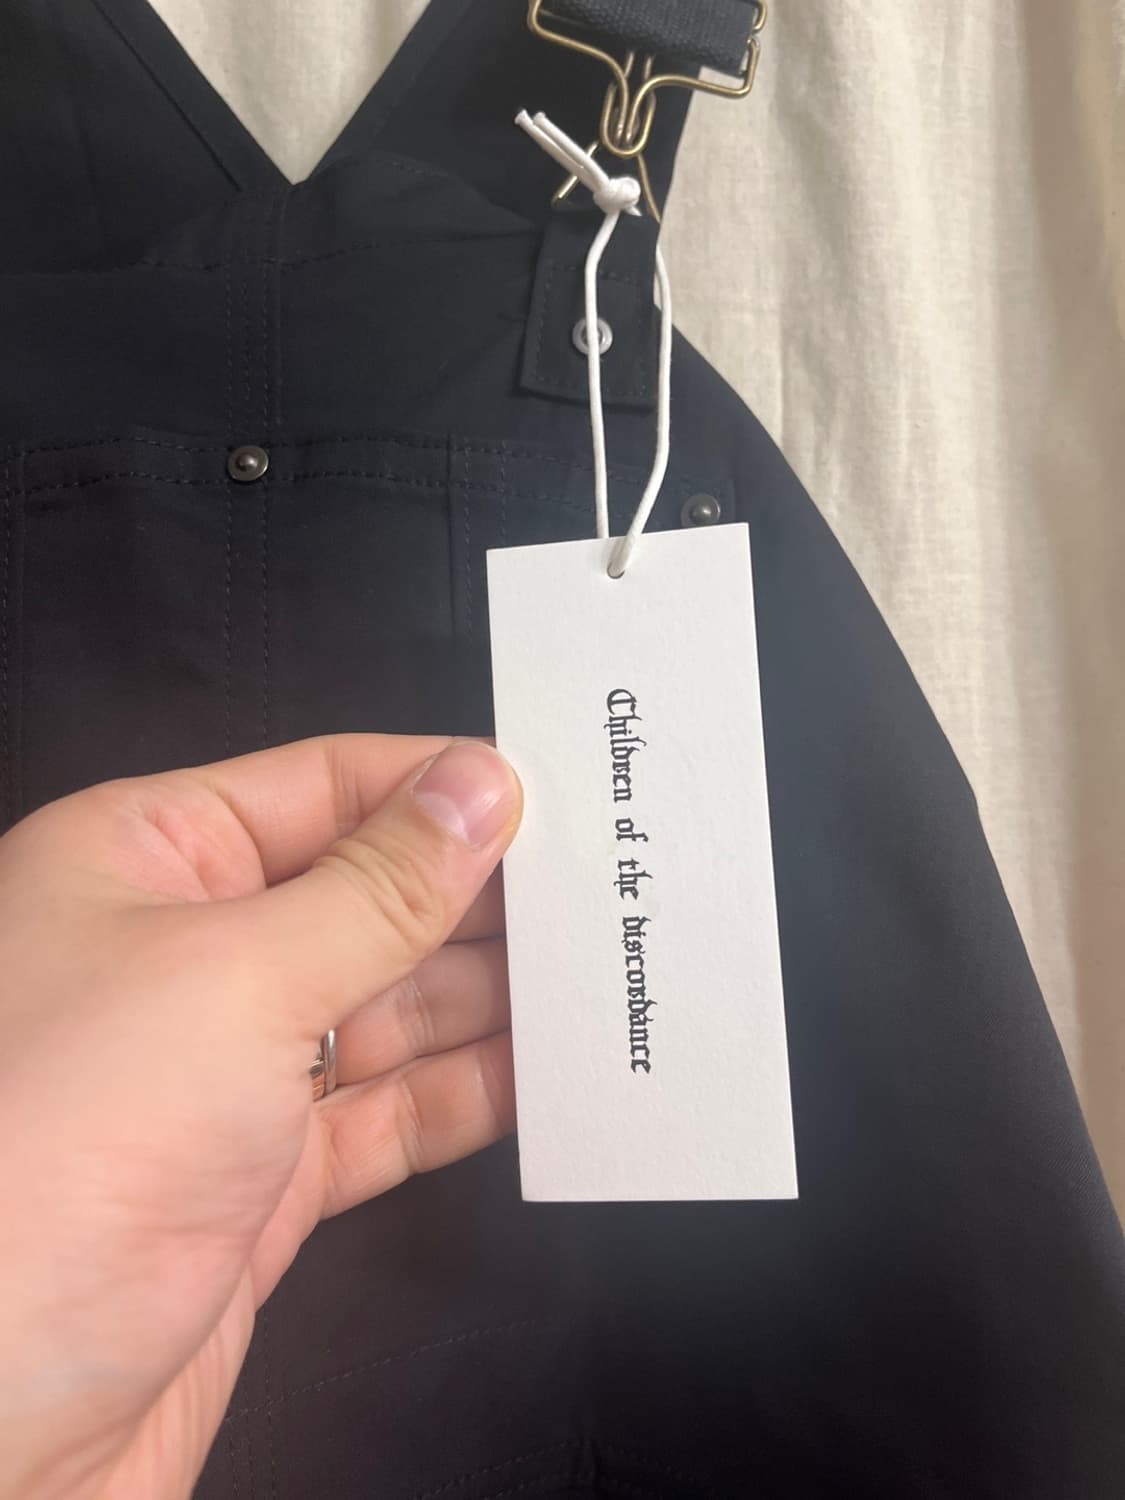 Children of the discordance